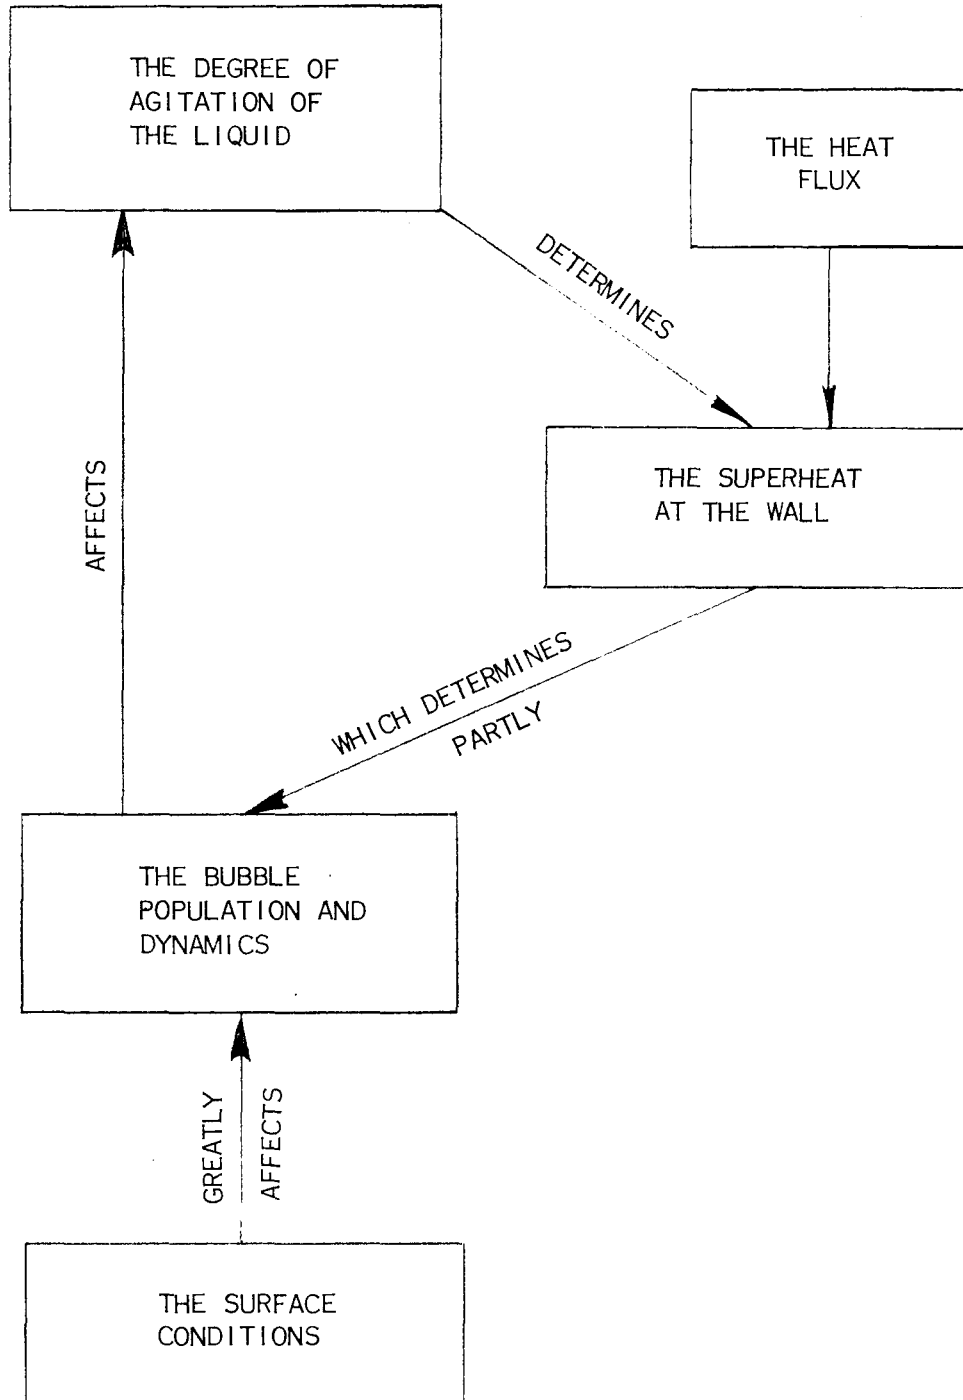 THE DEGREE OF
AGITATION OF
THE LIQUID
THE HEAT
FLUX
DETERMINES
THE SUPERHEAT
AT THE WALL
AFFECTS
WHICH DETERMINES
PARTLY
THE BUBBLE
POPULATION AND
DYNAMICS
GREATLY
AFFECTS
THE SURFACE
CONDITIONS